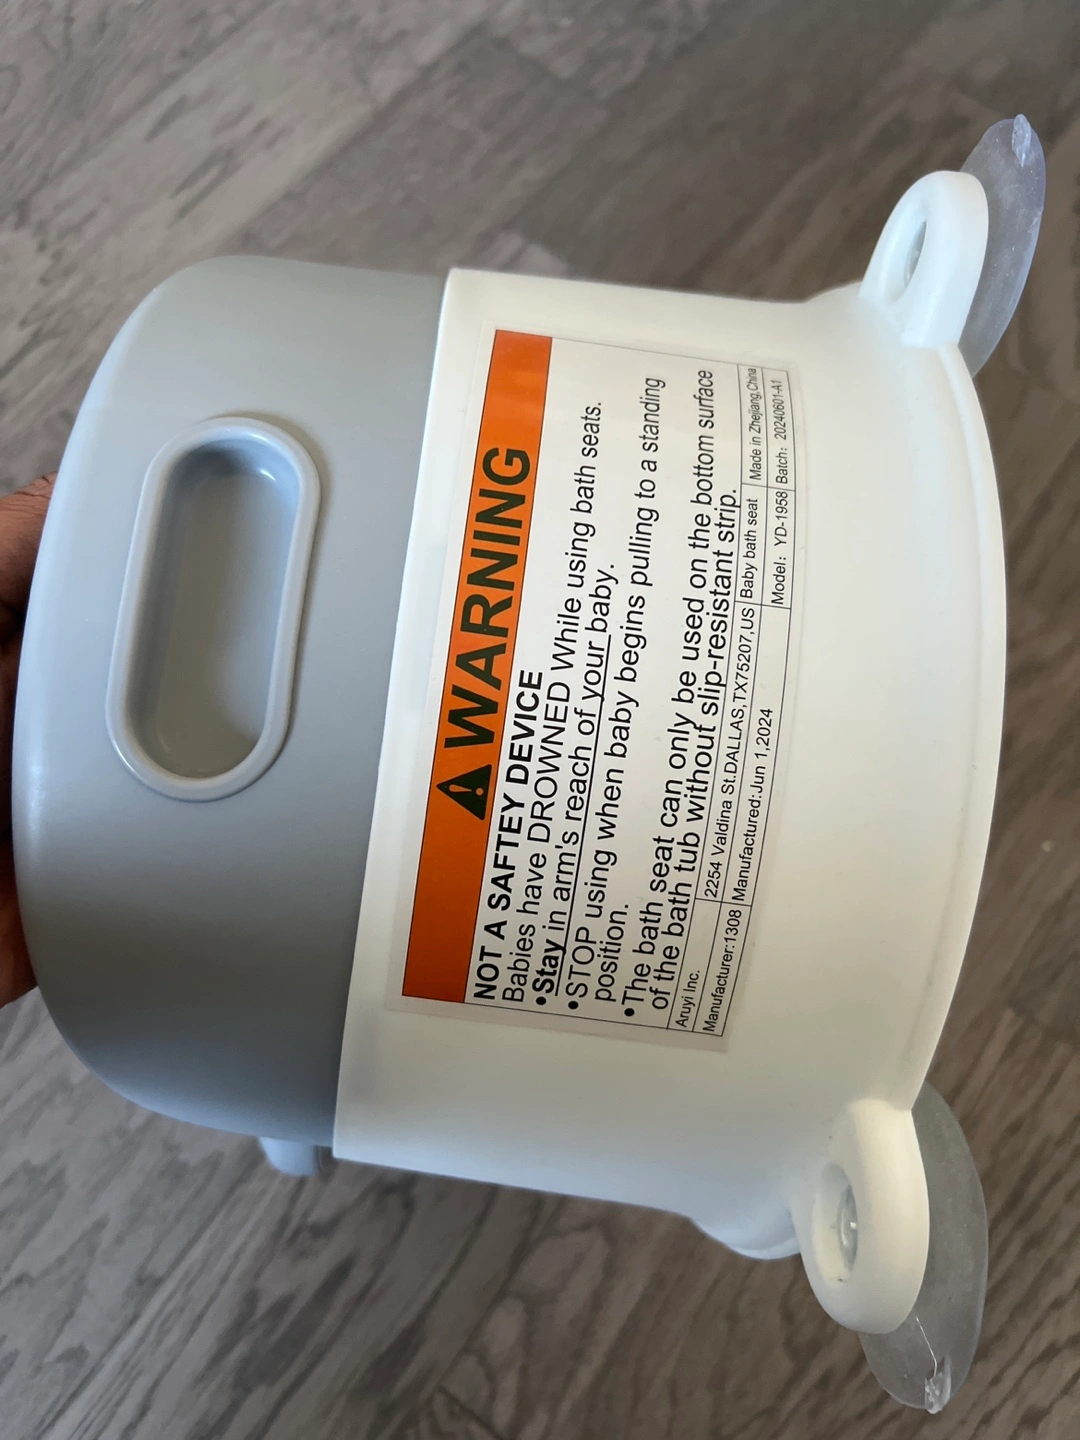 ⚠WARNING
NOT A SAFTEY DEVICE
Babies have DROWNED While using bath seats.
•Stay in arm's reach of your baby.
•STOP using when baby begins pulling to a standing
position.
•The bath seat can only be used on the bottom surface
of the bath tub without slip-resistant strip.
Aruyi Inc.
2254 Valdina St.DALLAS,TX75207,US
Baby bath seat
Made in Zhejiang,China
Manufacturer:1308
Manufactured:Jun 1,2024
Model: YD-1958
Batch: 20240601-A1